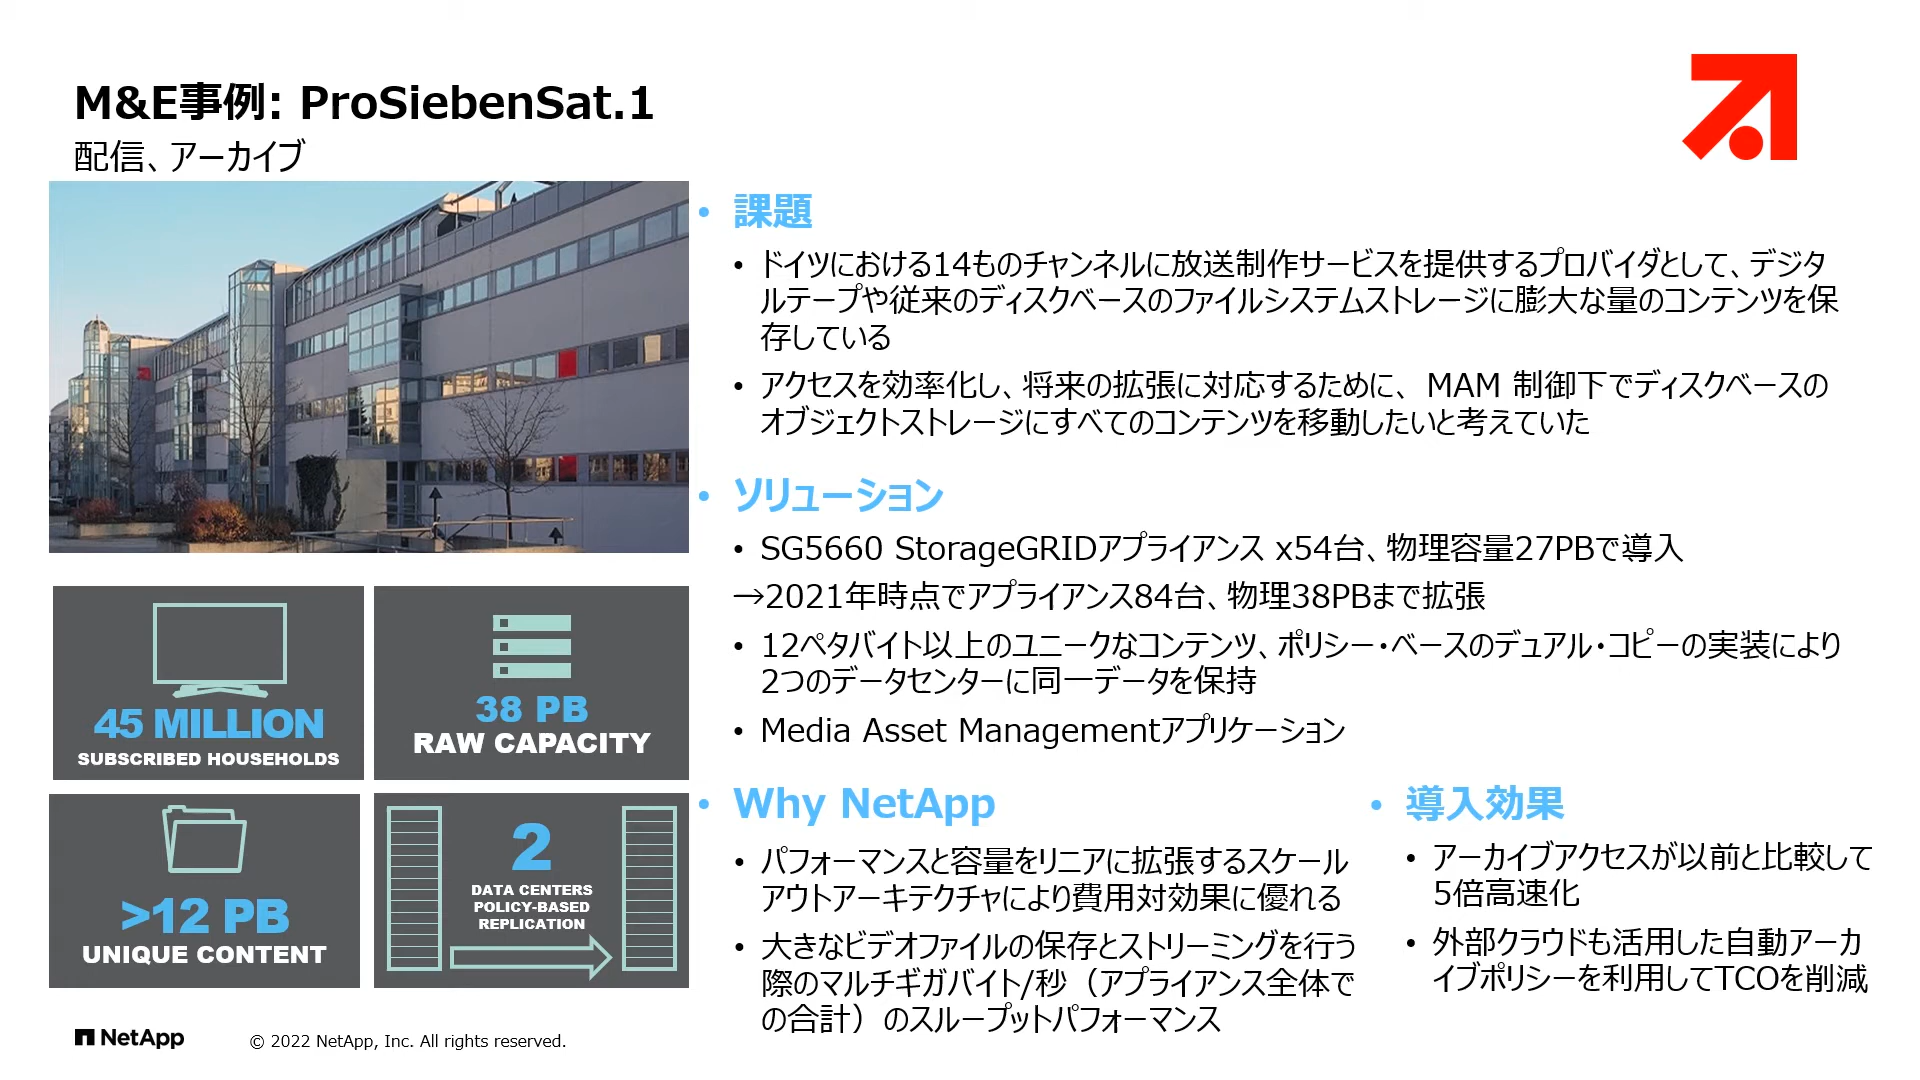 M&E事例: ProSiebenSat.1
配信、アーカイブ
• 課題
• ドイツにおける14ものチャンネルに放送制作サービスを提供するプロバイダとして、デジタ
ルテープや従来のディスクベースのファイルシステムストレージに膨大な量のコンテンツを保
存している
• アクセスを効率化し、将来の拡張に対応するために、 MAM 制御下でディスクベースの
オブジェクトストレージにすべてのコンテンツを移動したいと考えていた
• ソリューション
• SG5660 StorageGRIDアプライアンス x54台、物理容量27PBで導入
→2021年時点でアプライアンス84台、物理38PBまで拡張
• 12ペタバイト以上のユニークなコンテンツ、ポリシー・ベースのデュアル・コピーの実装により
2つのデータセンターに同一データを保持
• Media Asset Managementアプリケーション
45 MILLION
SUBSCRIBED HOUSEHOLDS
38 PB
RAW CAPACITY
>12 PB
UNIQUE CONTENT
2
DATA CENTERS
POLICY-BASED
REPLICATION
• Why NetApp
• パフォーマンスと容量をリニアに拡張するスケール
アウトアーキテクチャにより費用対効果に優れる
• 大きなビデオファイルの保存とストリーミングを行う
際のマルチギガバイト/秒（アプライアンス全体で
の合計）のスループットパフォーマンス
• 導入効果
• アーカイブアクセスが以前と比較して
5倍高速化
• 外部クラウドも活用した自動アーカ
イブポリシーを利用してTCOを削減
NetApp
© 2022 NetApp, Inc. All rights reserved.